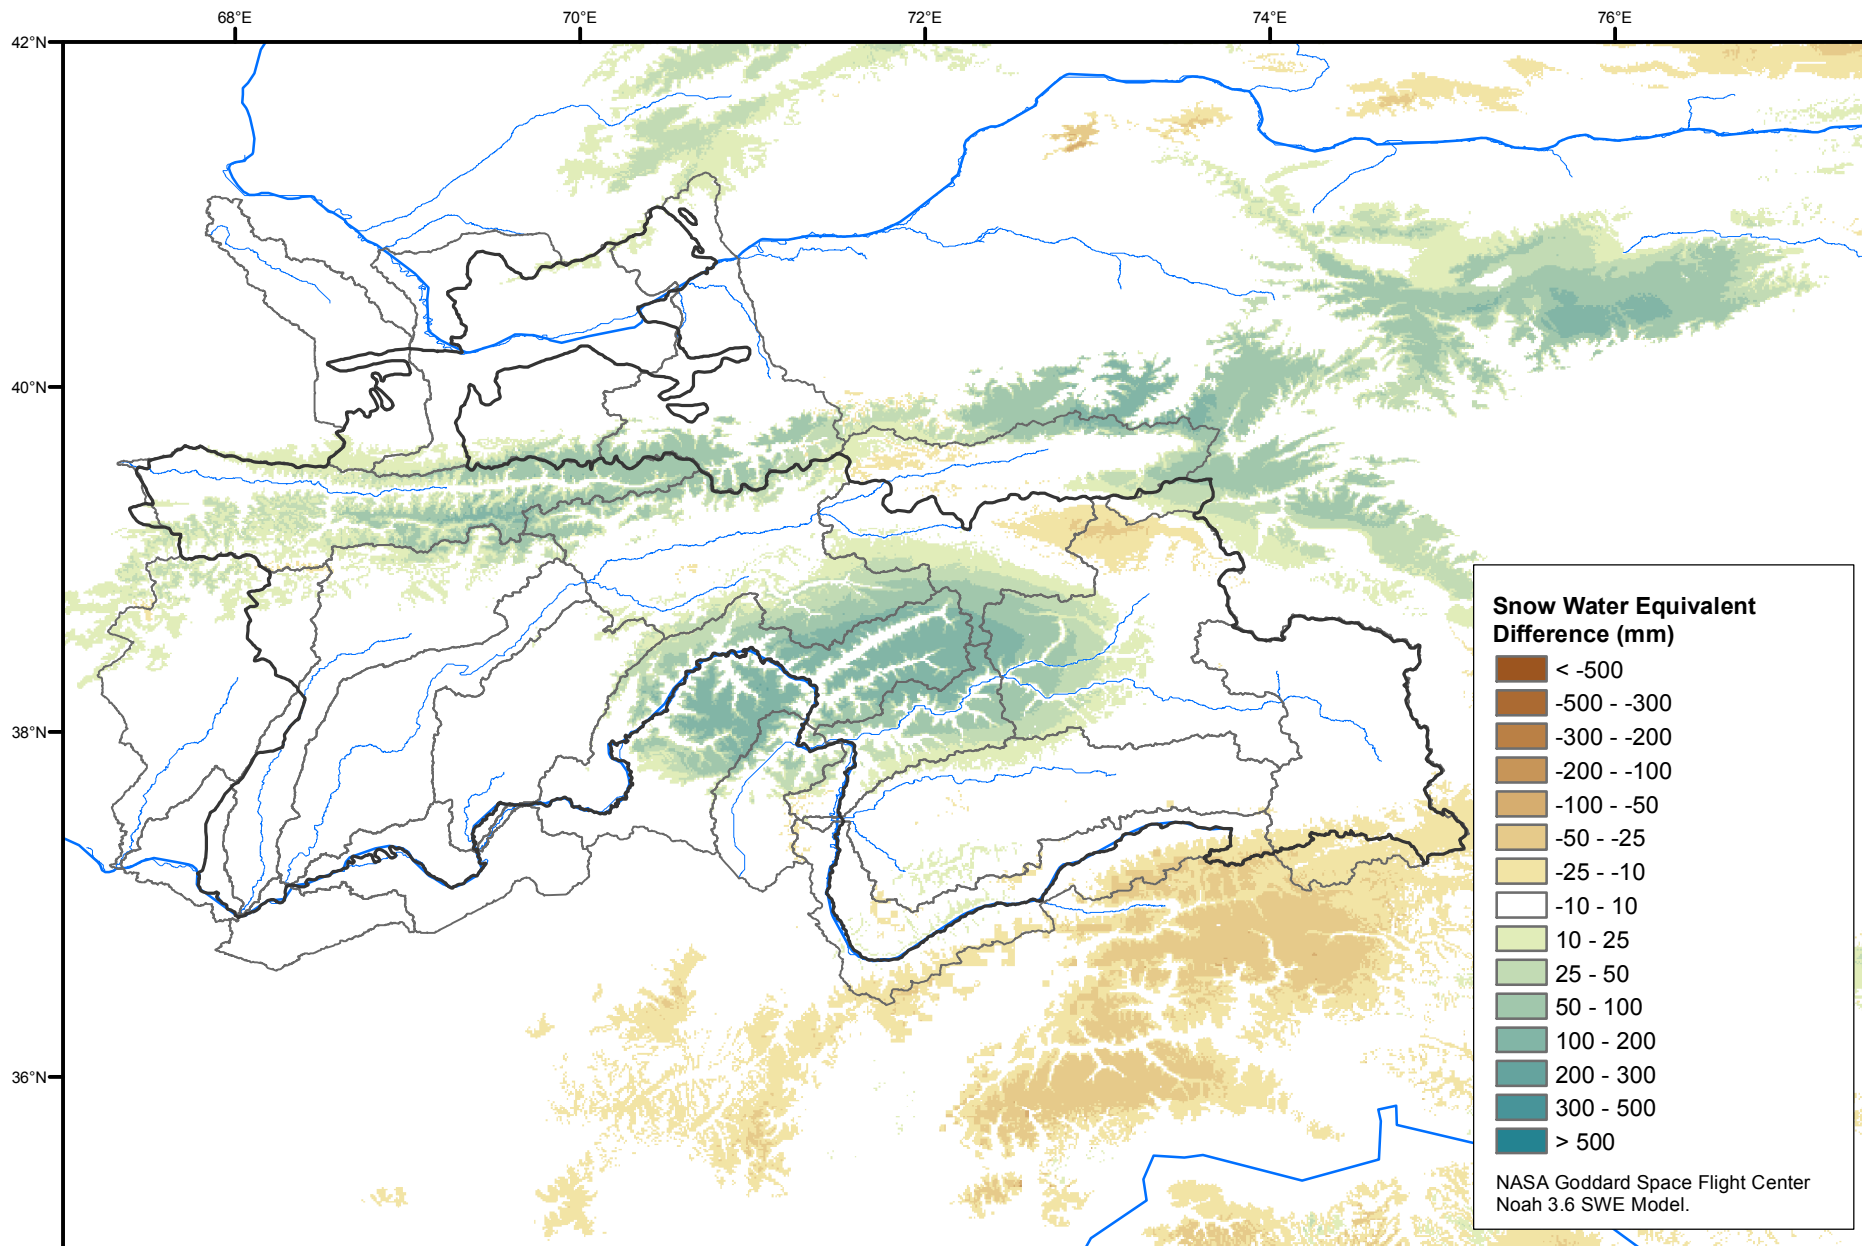 68°E
70°E
72°E
74°E
76°E
42°N
40°N
38°N
36°N
Snow Water Equivalent
Difference (mm)
< -500
-500 - -300
-300 - -200
-200 - -100
-100 - -50
-50 - -25
-25 - -10
-10 - 10
10 - 25
25 - 50
50 - 100
100 - 200
200 - 300
300 - 500
> 500
NASA Goddard Space Flight Center
Noah 3.6 SWE Model.